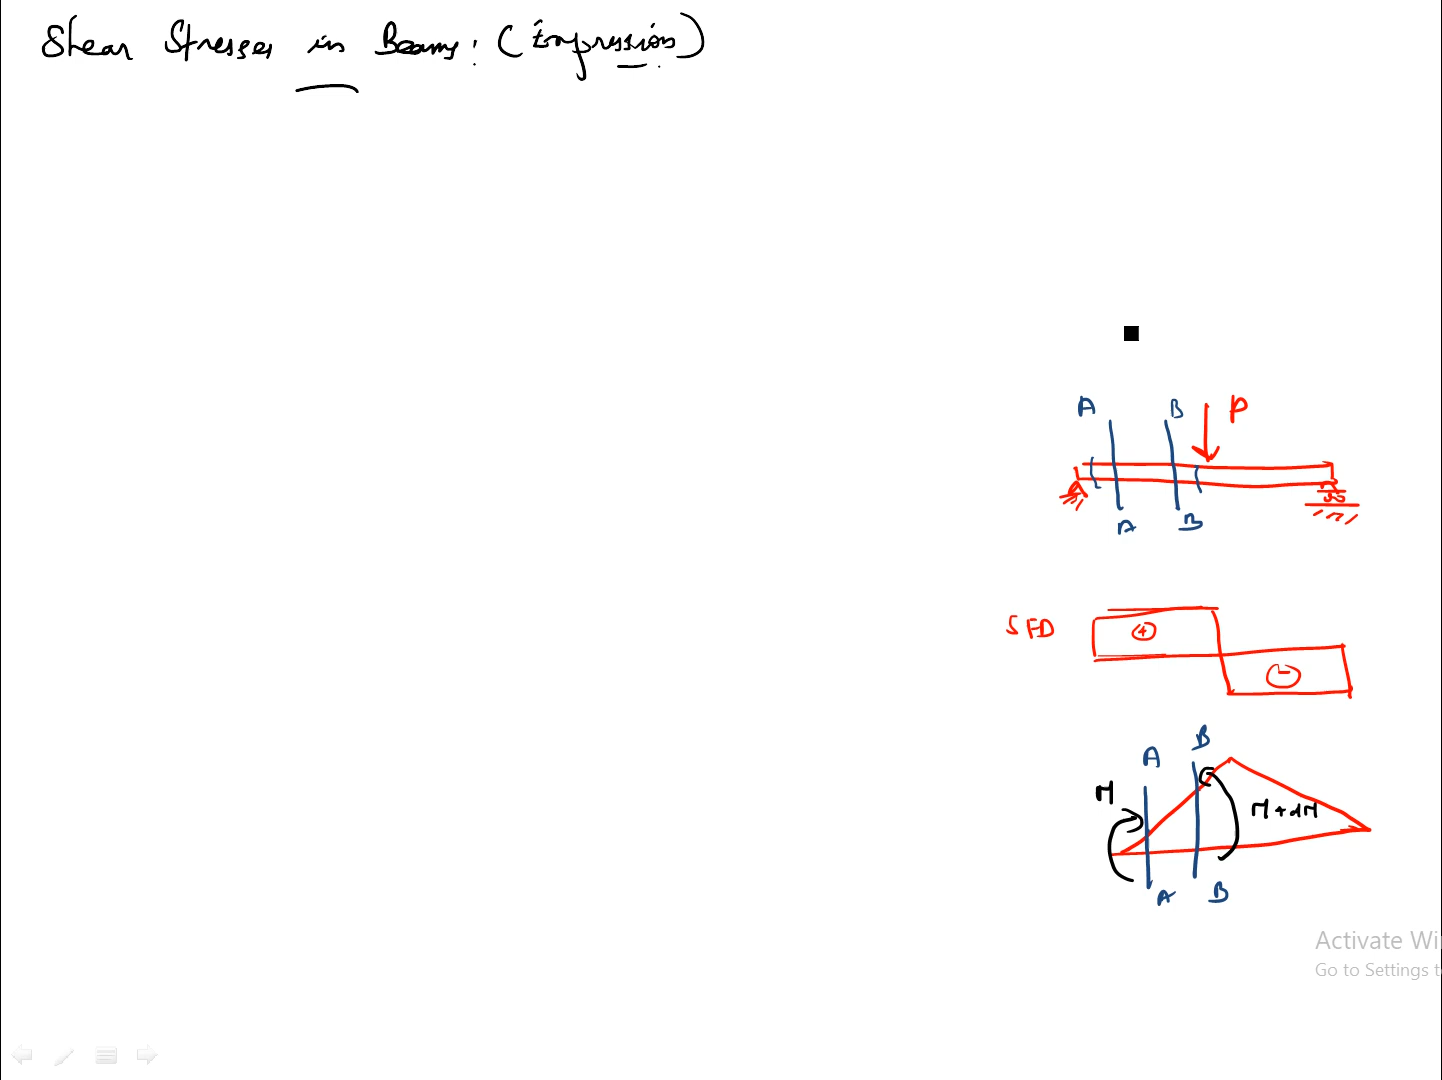 Shear Stresses in Beams: (Expression)
A B P
A B
SFD
+ -
B
A
M M+dM
A B
Activate Wi
Go to Settings t